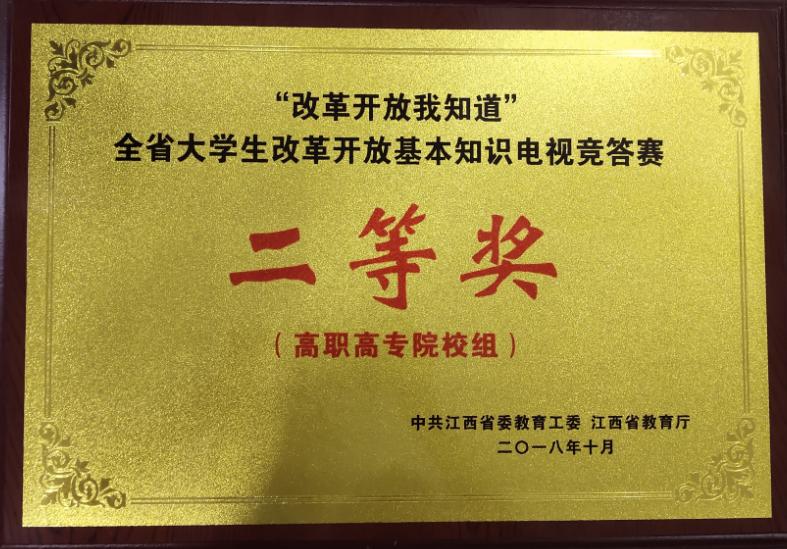 “改革开放我知道”
全省大学生改革开放基本知识电视竞答赛
二等奖
（高职高专院校组）
中共江西省委教育工委 江西省教育厅
二〇一八年十月